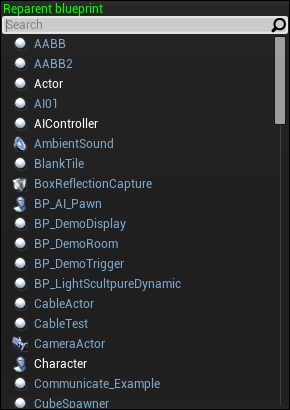 Reparent blueprint
Search
AABB
AABB2
Actor
AI01
AIController
AmbientSound
BlankTile
BoxReflectionCapture
BP_AI_Pawn
BP_DemoDisplay
BP_DemoRoom
BP_DemoTrigger
BP_LightScultpureDynamic
CableActor
CableTest
CameraActor
Character
Communicate_Example
CubeSpawner